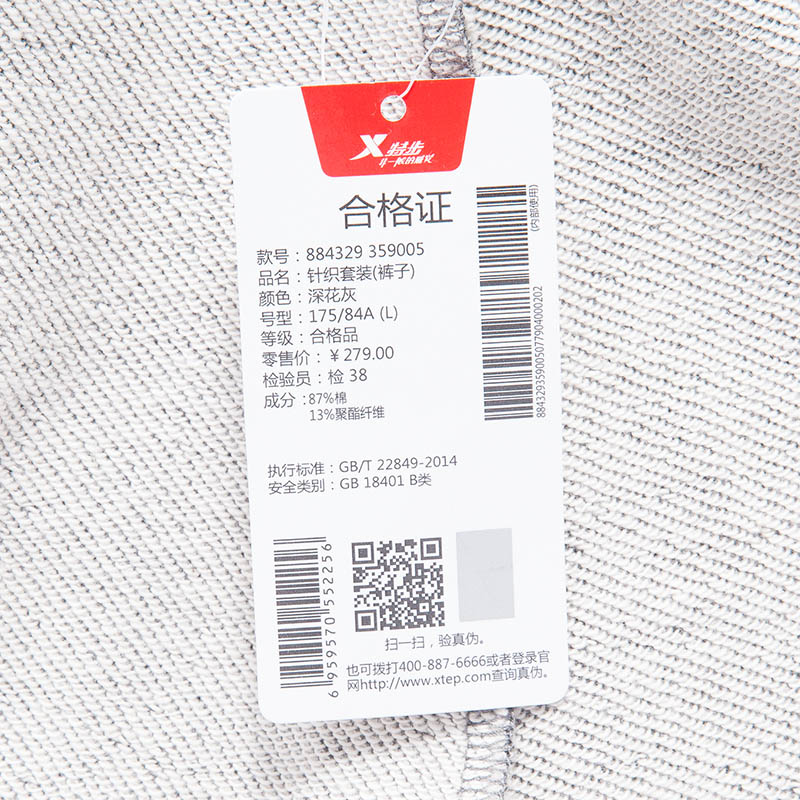 X 特步
非一般的感觉
合格证
款号：884329 359005
品名：针织套装(裤子)
颜色：深花灰
号型：175/84A (L)
等级：合格品
零售价：￥279.00
检验员：检 38
成分：87%棉
13%聚酯纤维
(内部使用)
88432935900507790400​0202
执行标准：GB/T 22849-2014
安全类别：GB 18401 B类
6 959570 552256
扫一扫，验真伪。
也可拨打400-887-6666或者登录官
网http://www.xtep.com查询真伪。